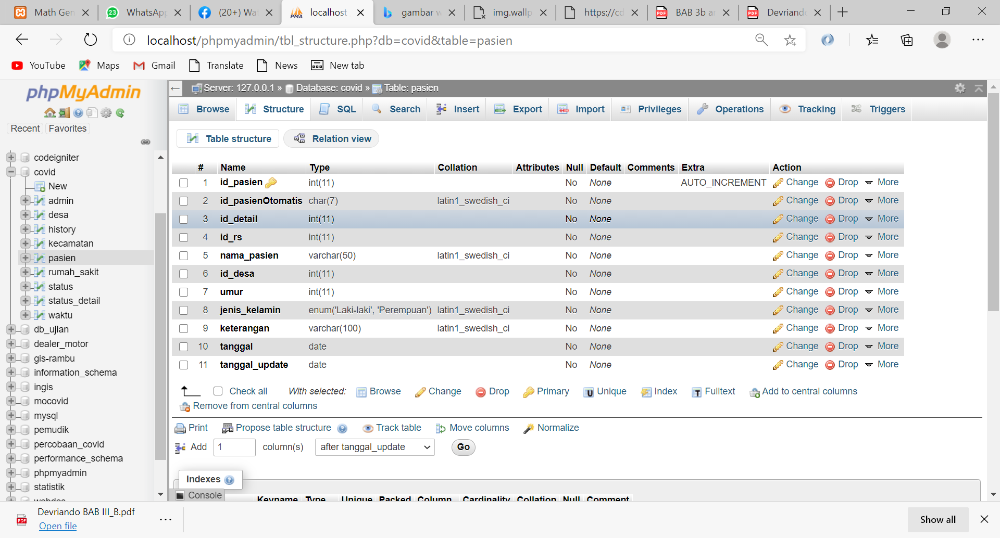 Math Gen
WhatsApp
(20+) Wat
localhost
gambar w
img.wallp
https://cd
BAB 3b a
Devriand
localhost/phpmyadmin/tbl_structure.php?db=covid&table=pasien
YouTube Maps Gmail Translate News New tab
phpMyAdmin
Recent Favorites
codeigniter
covid
New
admin
desa
history
kecamatan
pasien
rumah_sakit
status
status_detail
waktu
db_ujian
dealer_motor
gis-rambu
information_schema
ingis
mocovid
mysql
pemudik
percobaan_covid
performance_schema
phpmyadmin
statistik
Server: 127.0.0.1 » Database: covid » Table: pasien
Browse Structure SQL Search Insert Export Import Privileges Operations Tracking Triggers
Table structure Relation view
# Name Type Collation Attributes Null Default Comments Extra Action
1 id_pasien int(11) No None AUTO_INCREMENT Change Drop More
2 id_pasienOtomatis char(7) latin1_swedish_ci No None Change Drop More
3 id_detail int(11) No None Change Drop More
4 id_rs int(11) No None Change Drop More
5 nama_pasien varchar(50) latin1_swedish_ci No None Change Drop More
6 id_desa int(11) No None Change Drop More
7 umur int(11) No None Change Drop More
8 jenis_kelamin enum('Laki-laki', 'Perempuan') latin1_swedish_ci No None Change Drop More
9 keterangan varchar(100) latin1_swedish_ci No None Change Drop More
10 tanggal date No None Change Drop More
11 tanggal_update date No None Change Drop More
Check all With selected: Browse Change Drop Primary Unique Index Fulltext Add to central columns
Remove from central columns
Print Propose table structure Track table Move columns Normalize
Add 1 column(s) after tanggal_update Go
Indexes
Console
Keyname Type Unique Packed Column Cardinality Collation Null Comment
Devriando BAB III_B.pdf
Open file
Show all